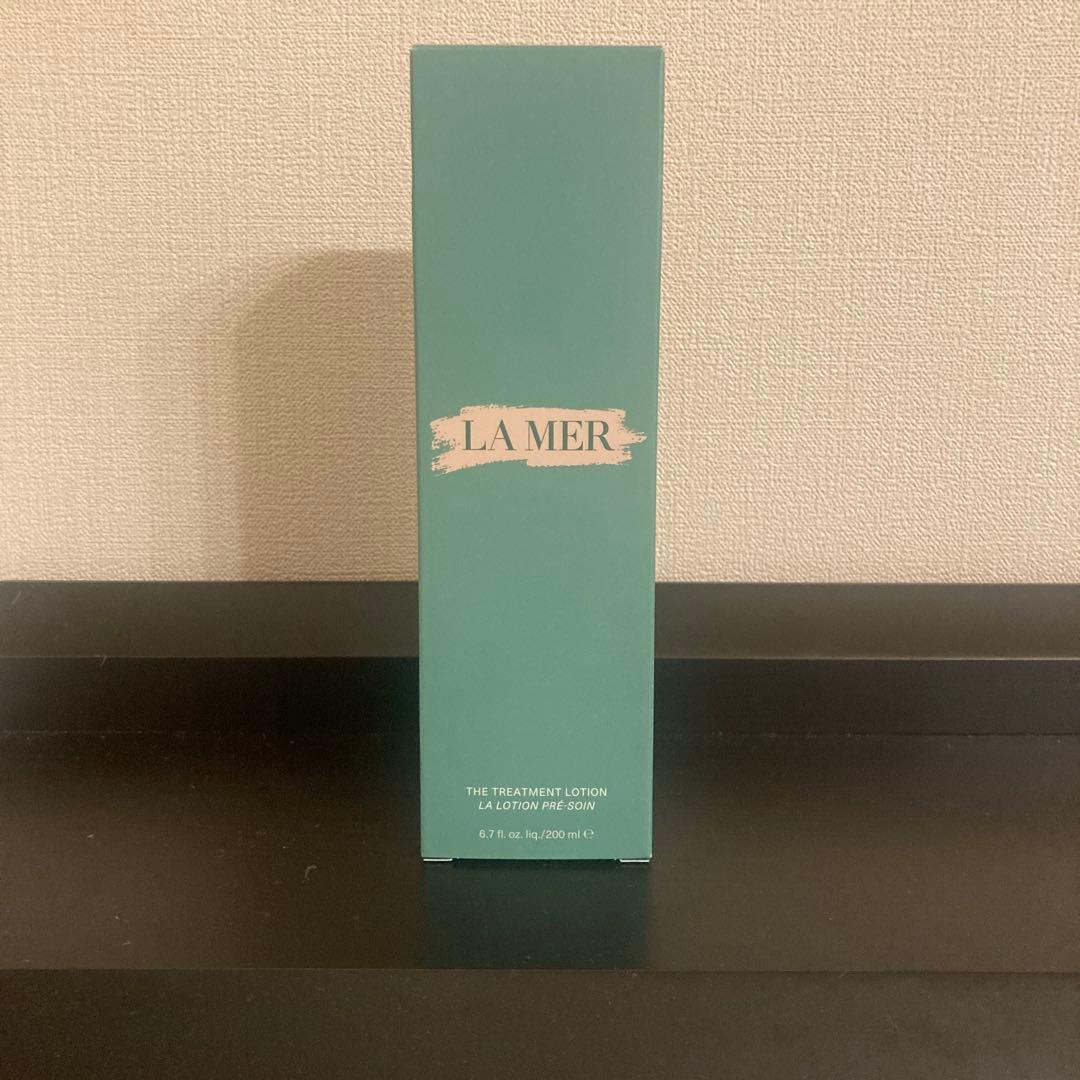 LA MER
THE TREATMENT LOTION
LA LOTION PRÉ-SOIN
6.7 fl. oz. liq./200 ml ℮